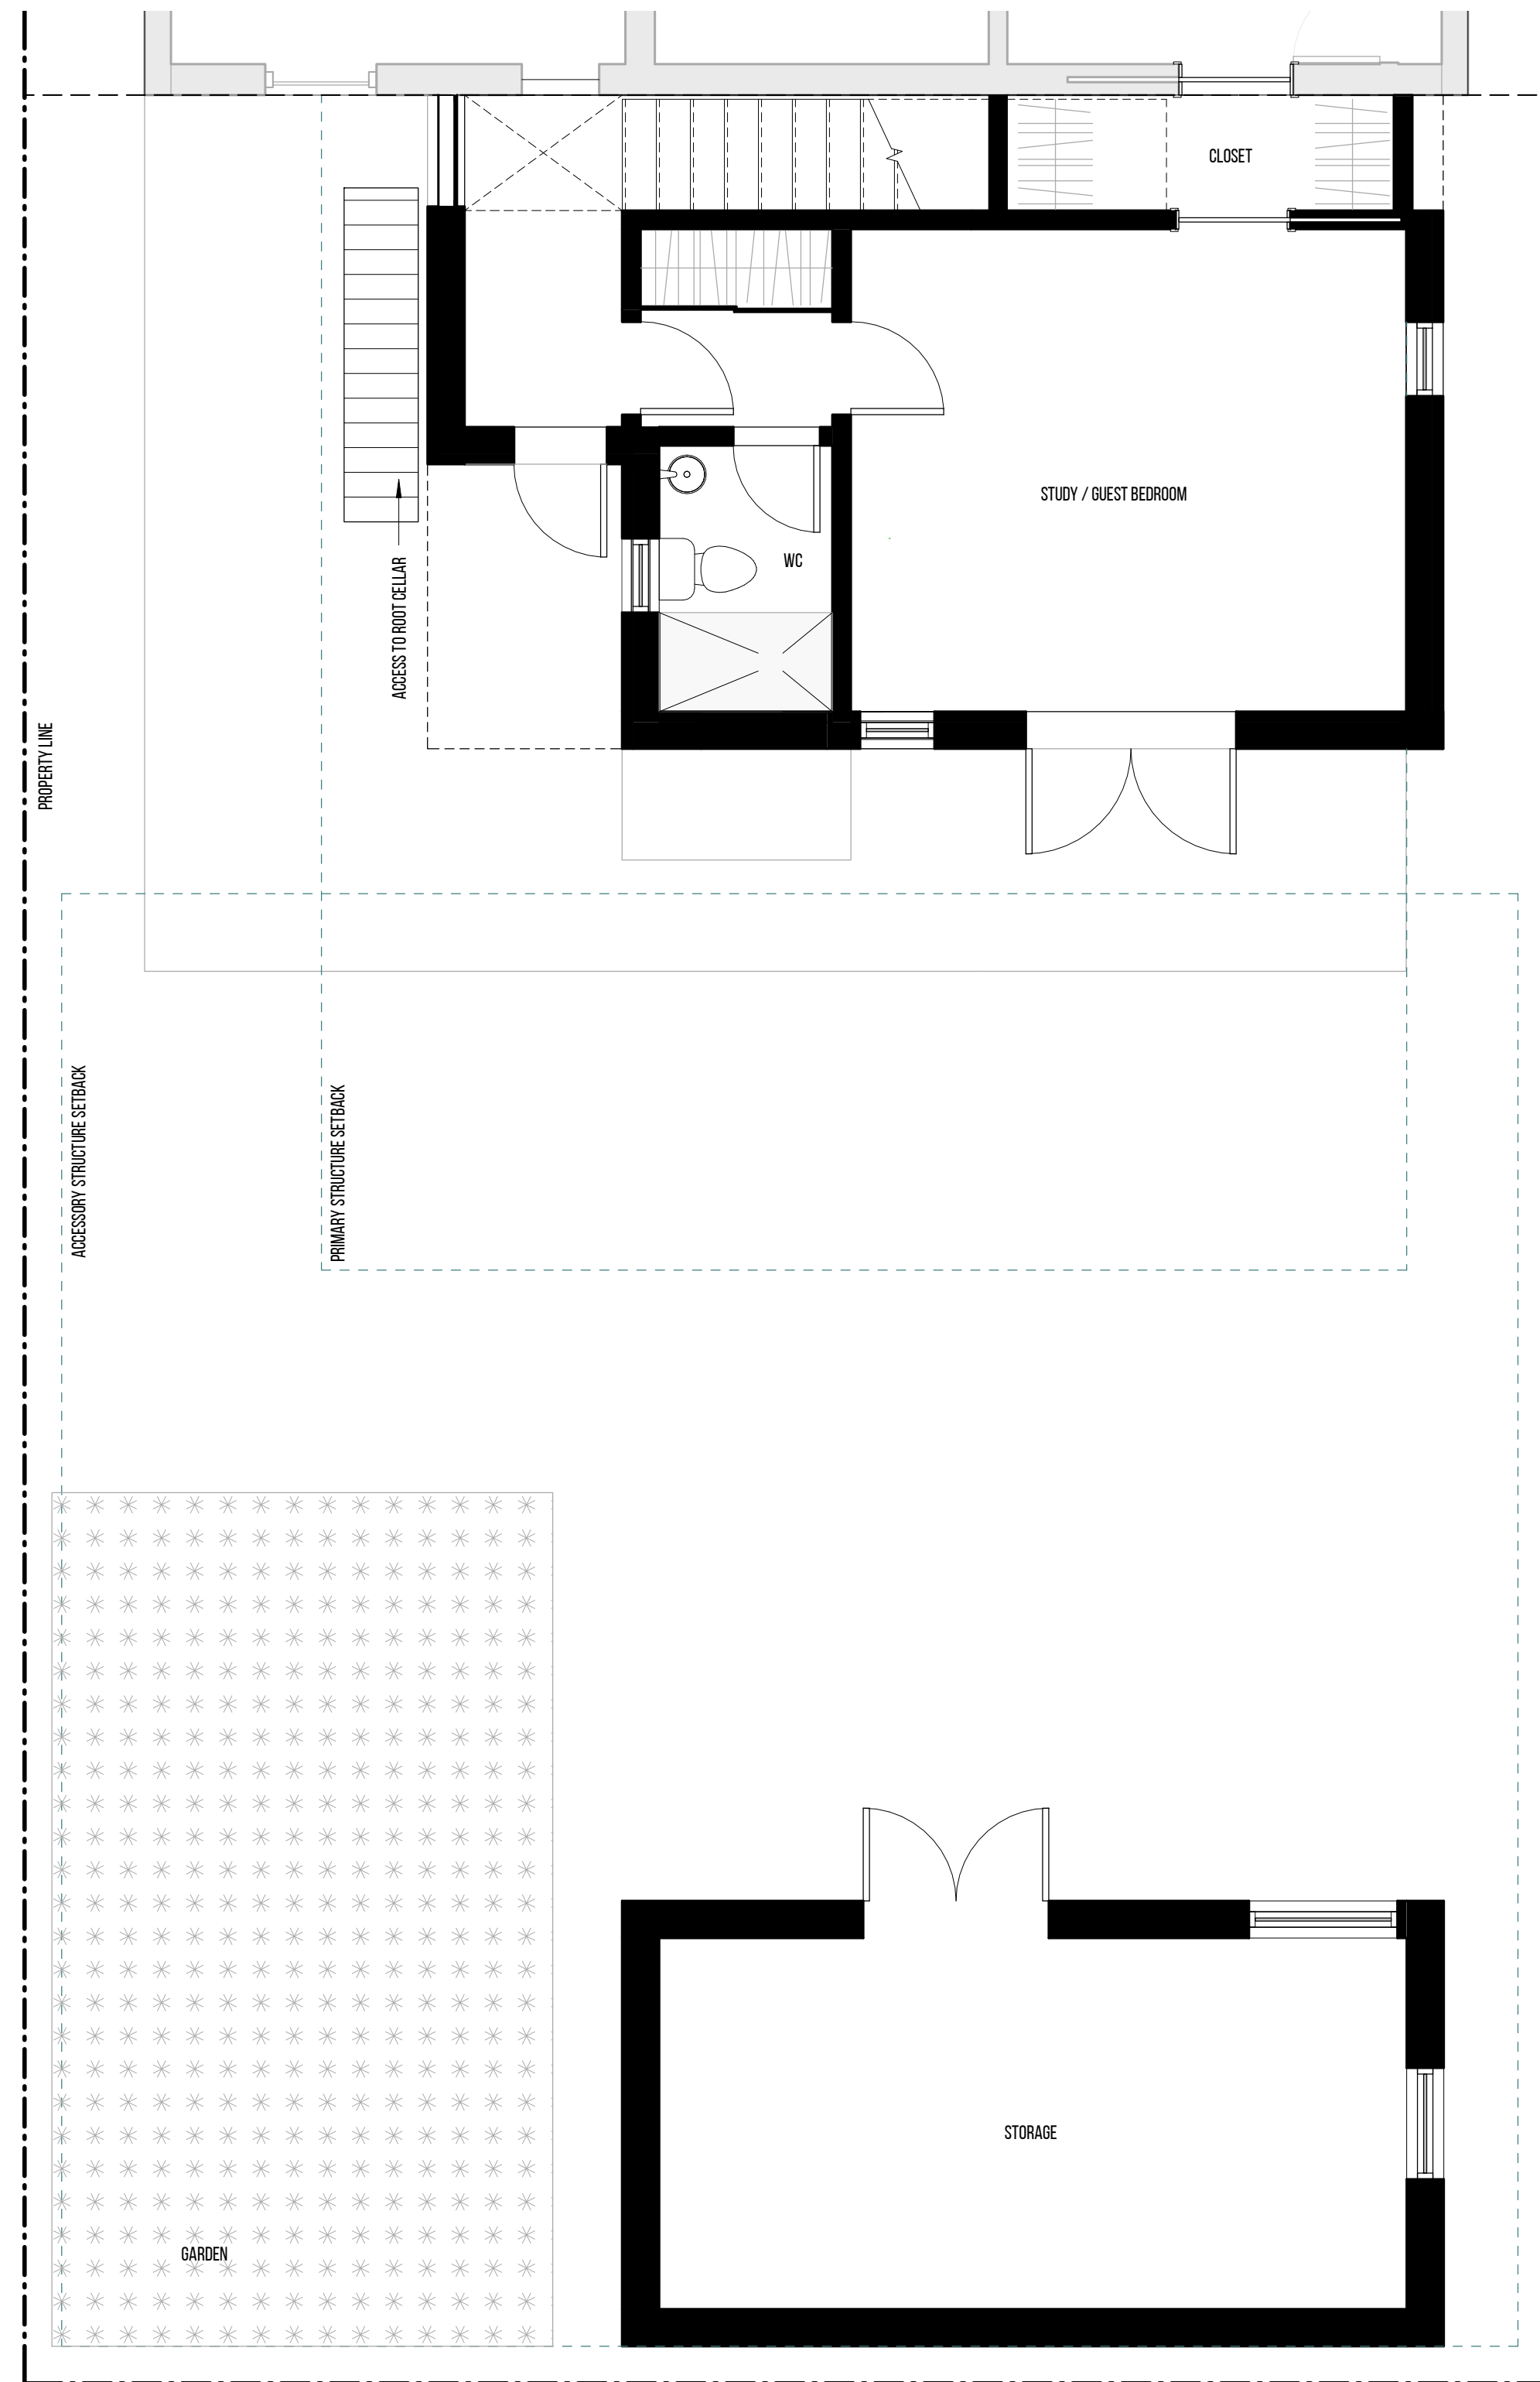 CLOSET
STUDY / GUEST BEDROOM
WC
ACCESS TO ROOT CELLAR
PROPERTY LINE
ACCESSORY STRUCTURE SETBACK
PRIMARY STRUCTURE SETBACK
STORAGE
GARDEN